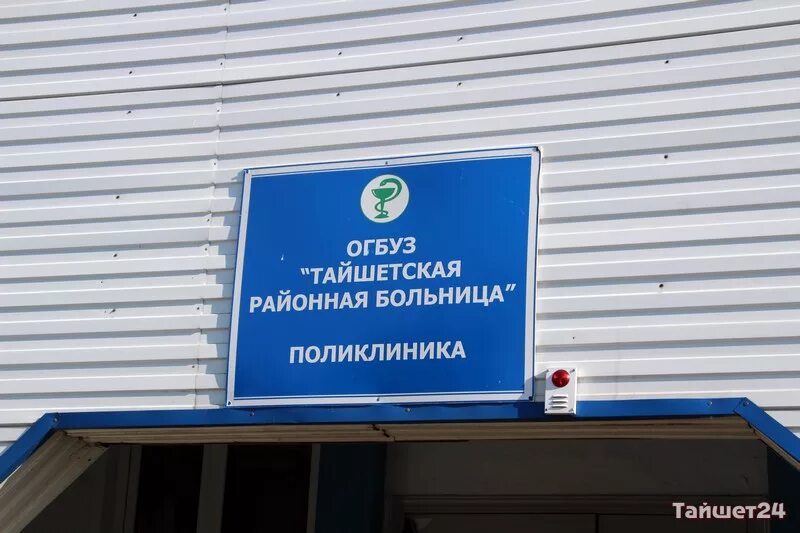 ОГБУЗ
"ТАЙШЕТСКАЯ
РАЙОННАЯ БОЛЬНИЦА"
ПОЛИКЛИНИКА
Тайшет24